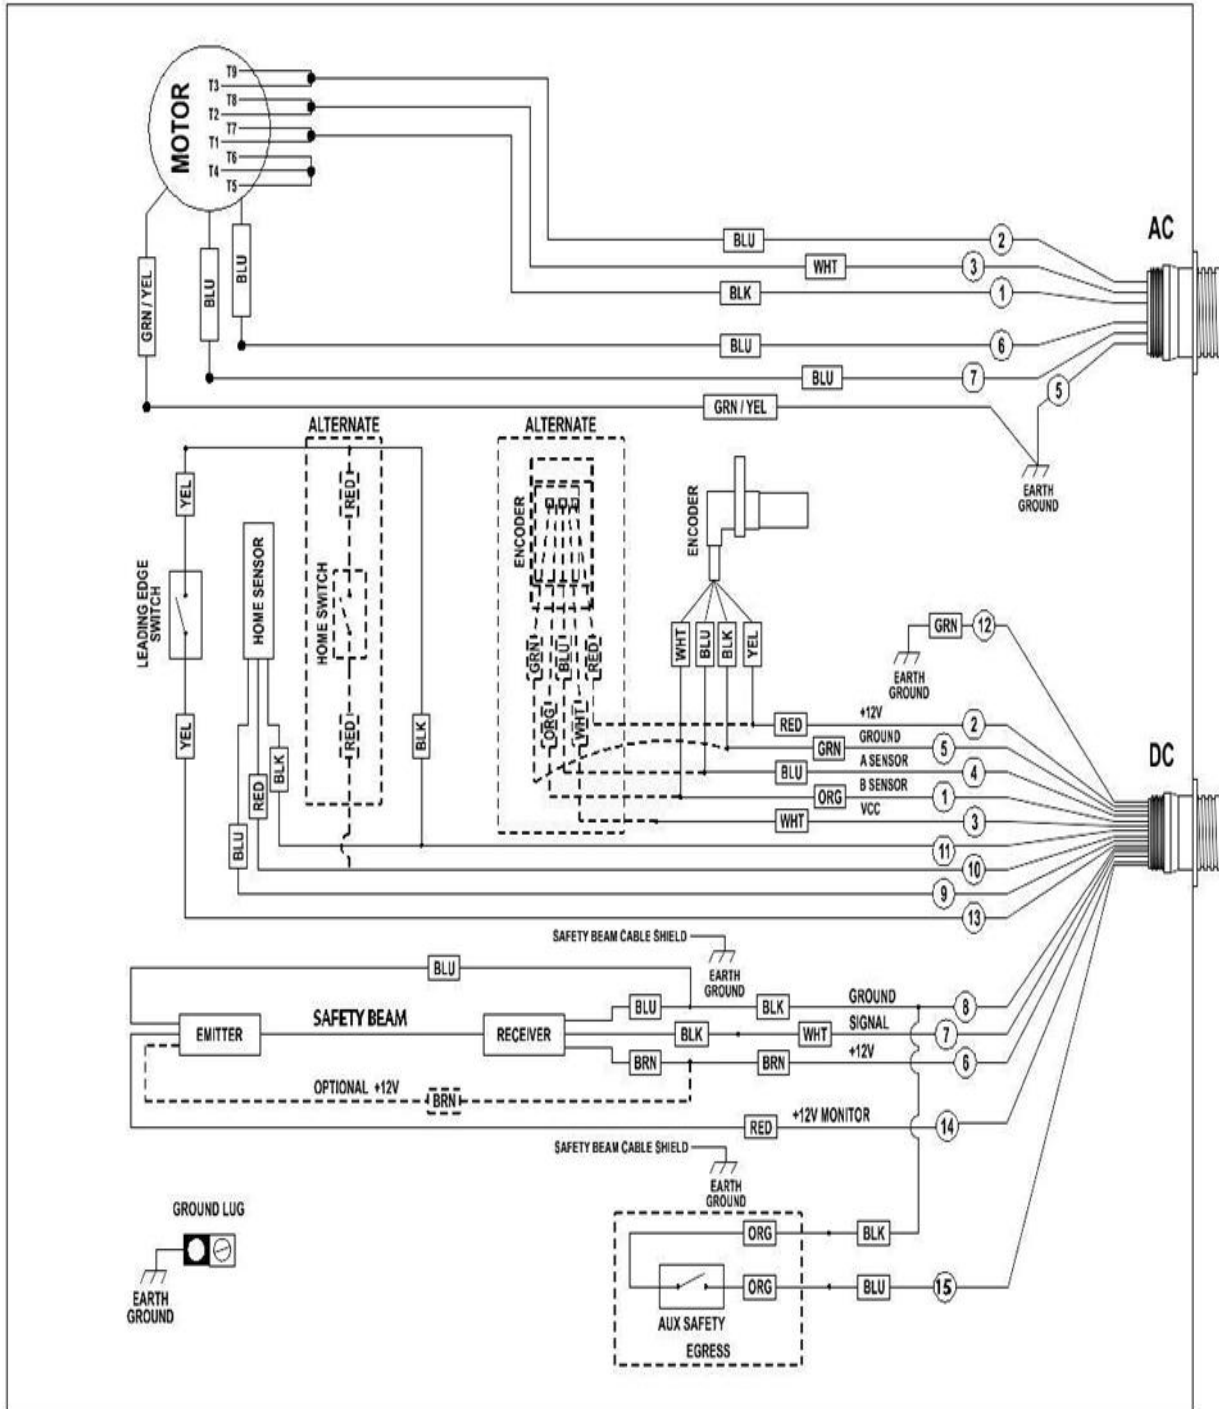 MOTOR
T9
T3
T8
T2
T7
T1
T6
T4
T5
AC
BLU
2
WHT
3
BLK
1
GRN / YEL
BLU
BLU
BLU
6
BLU
7
GRN / YEL
5
EARTH
GROUND
ALTERNATE
ALTERNATE
YEL
RED
ENCODER
ENCODER
LEADING EDGE
SWITCH
HOME SENSOR
HOME SWITCH
GRN
BLU
RED
ORG
WHT
WHT
BLU
BLK
YEL
GRN
12
EARTH
GROUND
YEL
RED
BLK
BLU
RED
BLK
DC
RED
+12V
2
GRN
GROUND
5
BLU
A SENSOR
4
ORG
B SENSOR
1
WHT
VCC
3
11
10
9
13
SAFETY BEAM CABLE SHIELD
EARTH
GROUND
BLU
EMITTER
SAFETY BEAM
RECEIVER
BLU
BLK
GROUND
8
BLK
WHT
SIGNAL
7
BRN
BRN
+12V
6
OPTIONAL +12V
BRN
RED
+12V MONITOR
14
SAFETY BEAM CABLE SHIELD
EARTH
GROUND
GROUND LUG
EARTH
GROUND
ORG
BLK
ORG
BLU
15
AUX SAFETY
EGRESS